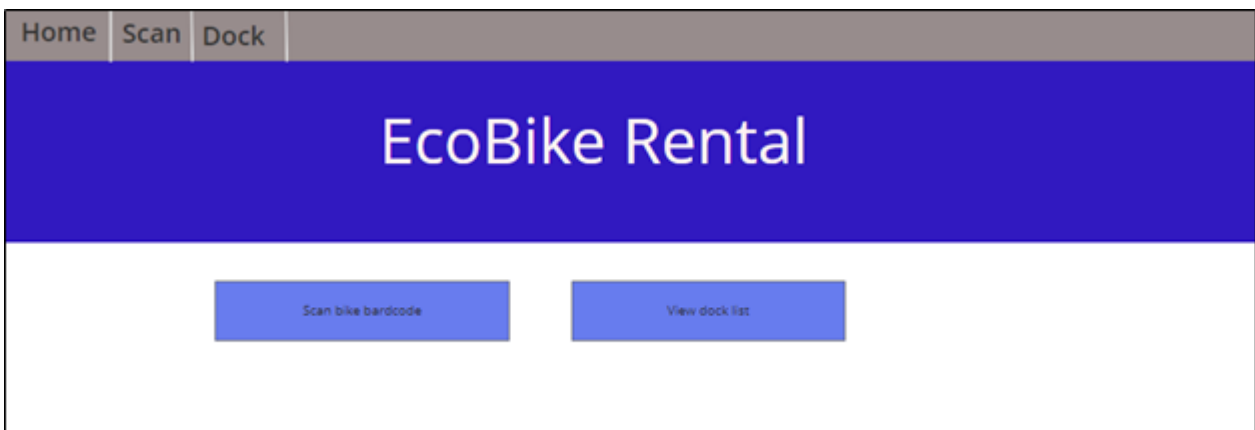 Home Scan Dock
EcoBike Rental
Scan bike bardcode
View dock list